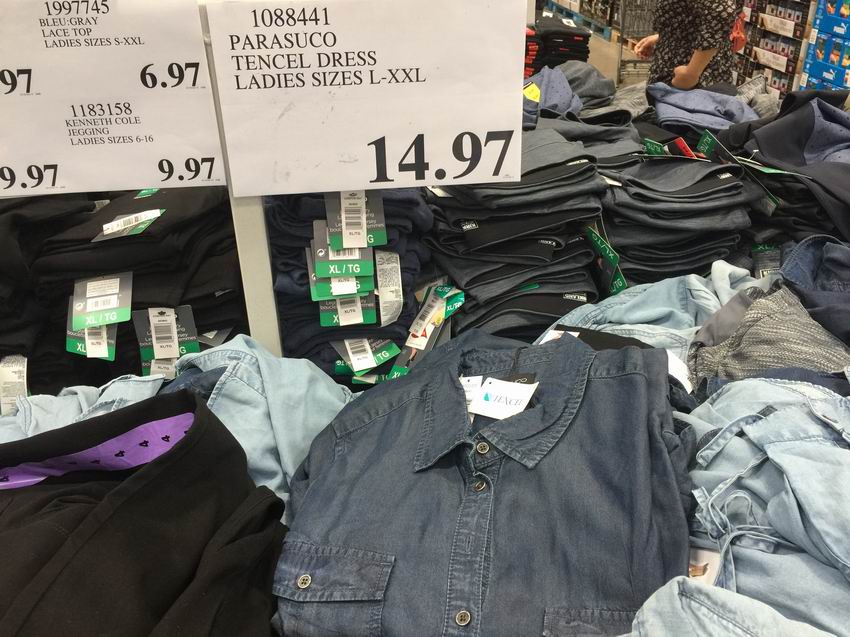 1997745
BLEU:GRAY
LACE TOP
LADIES SIZES S-XXL
97
6.97
1183158
KENNETH COLE
JEGGING
LADIES SIZES 6-16
9.97
9.97
1088441
PARASUCO
TENCEL DRESS
LADIES SIZES L-XXL
14.97
XL / TG
XL / TG
XL/TG
TENCEL